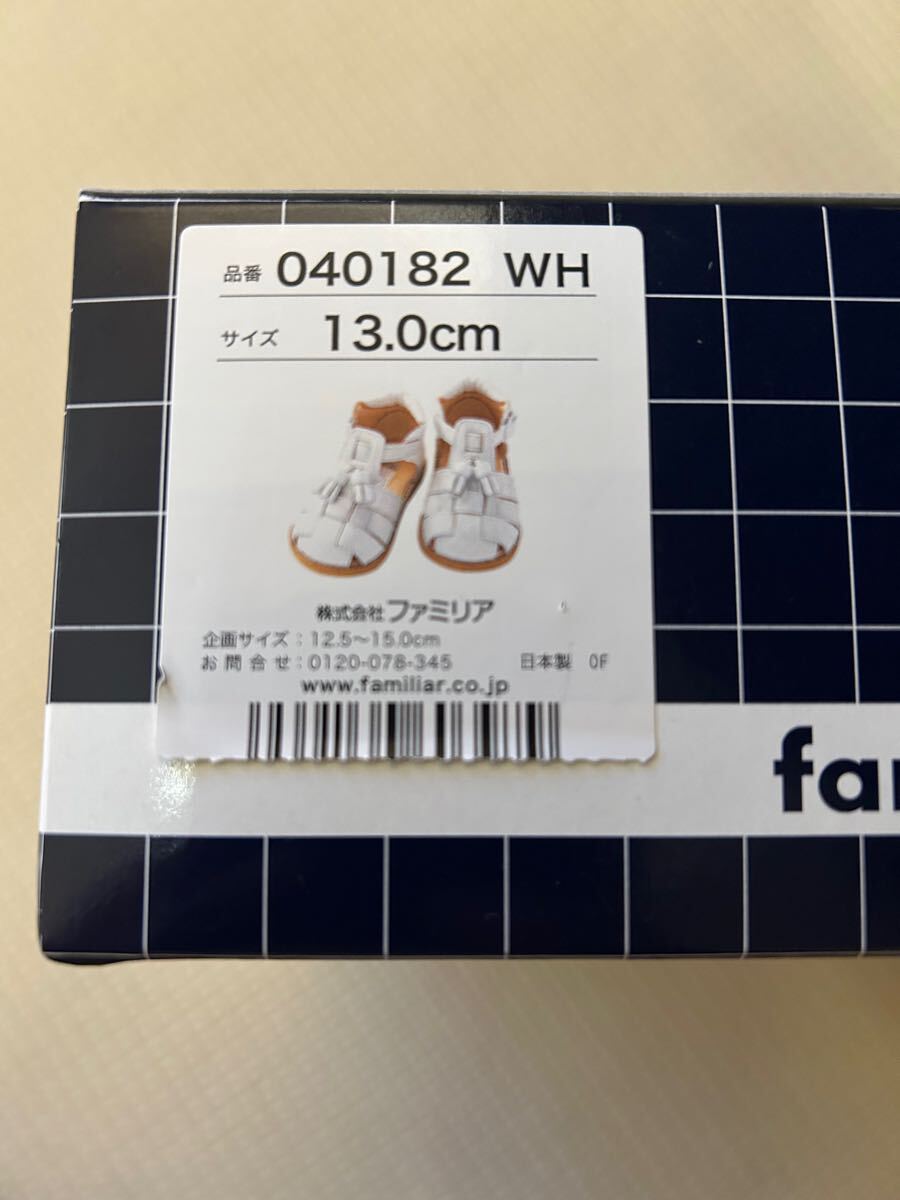 品番 040182 WH
サイズ 13.0cm
株式会社ファミリア
企画サイズ：12.5〜15.0cm
お問合せ：0120-078-345 日本製 0F
www.familiar.co.jp
fa